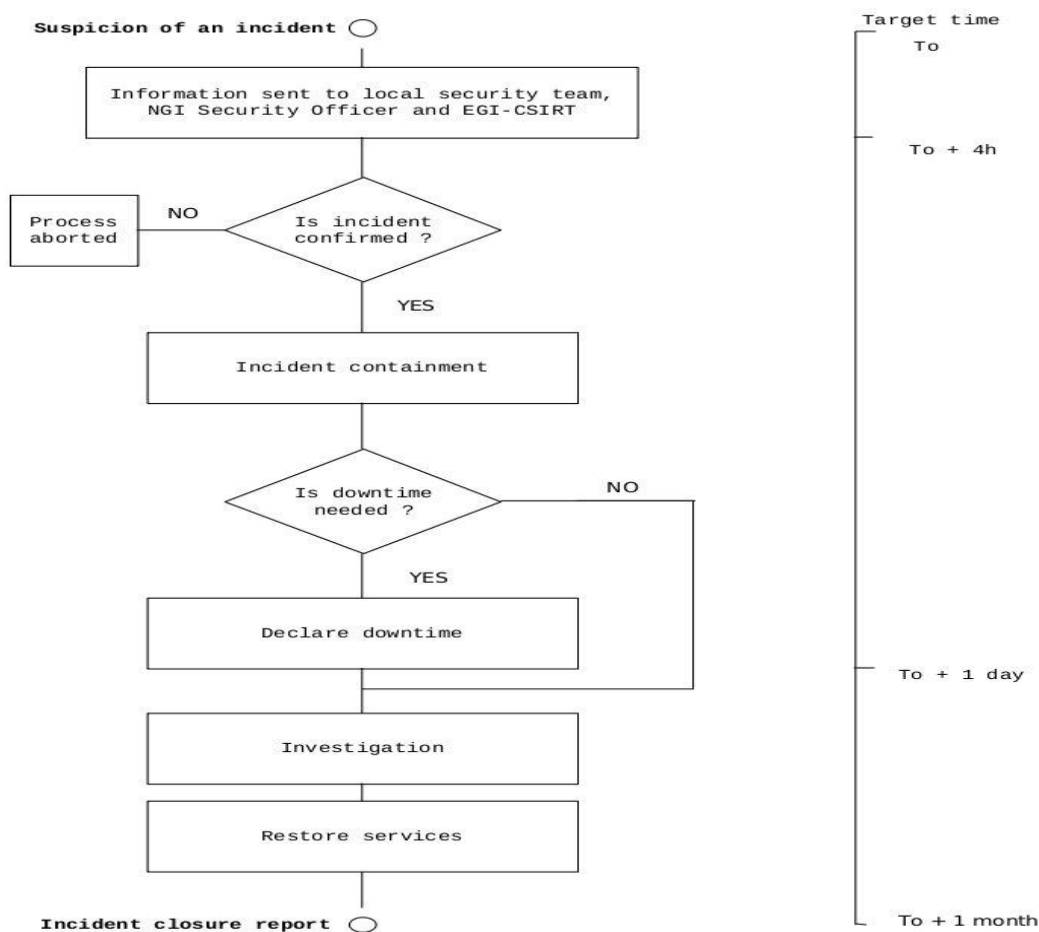 Suspicion of an incident
Target time
To
Information sent to local security team,
NGI Security Officer and EGI-CSIRT
To + 4h
Process
aborted
NO
Is incident
confirmed ?
YES
Incident containment
Is downtime
needed ?
NO
YES
Declare downtime
To + 1 day
Investigation
Restore services
Incident closure report
To + 1 month